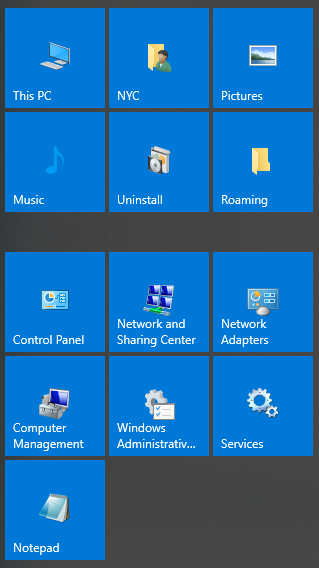 This PC
NYC
Pictures
Music
Uninstall
Roaming
Control Panel
Network and
Sharing Center
Network
Adapters
Computer
Management
Windows
Administrativ...
Services
Notepad